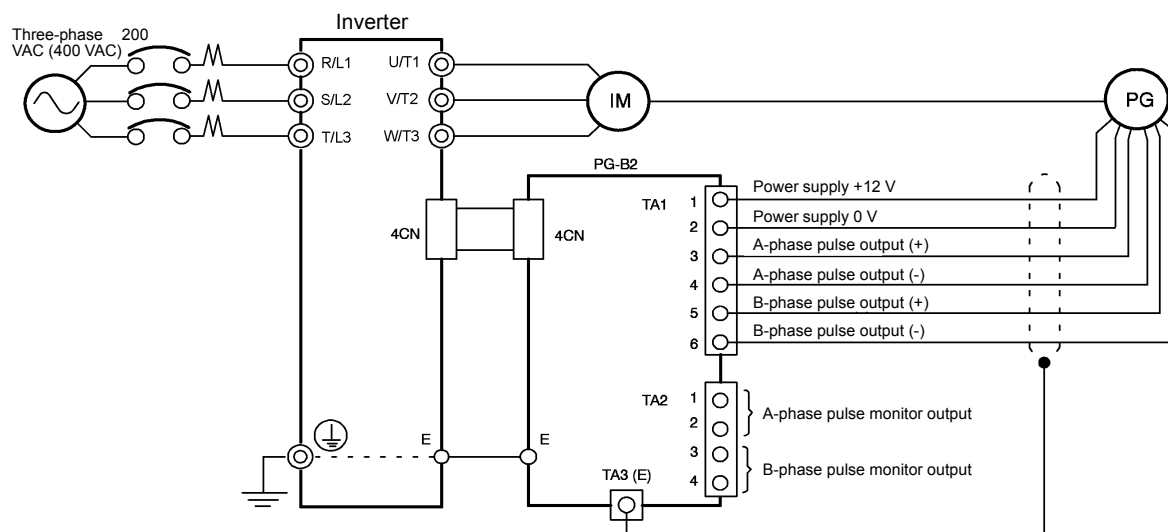 Inverter
Three-phase 200
VAC (400 VAC)
R/L1
U/T1
S/L2
V/T2
IM
PG
T/L3
W/T3
PG-B2
TA1
1
Power supply +12 V
2
Power supply 0 V
4CN
4CN
3
A-phase pulse output (+)
4
A-phase pulse output (-)
5
B-phase pulse output (+)
6
B-phase pulse output (-)
TA2
1
2
A-phase pulse monitor output
E
E
3
4
B-phase pulse monitor output
TA3 (E)